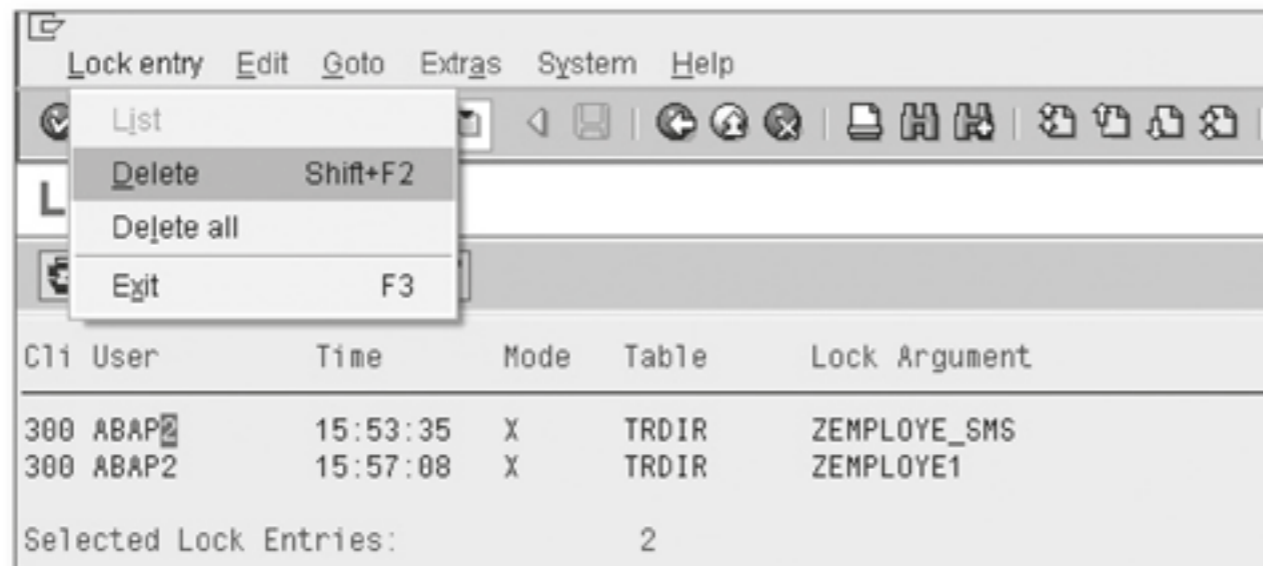 Lock entry Edit Goto Extras System Help
List
Delete Shift+F2
L
Delete all
Exit F3
Cli User Time Mode Table Lock Argument
300 ABAP2 15:53:35 X TRDIR ZEMPLOYE_SMS
300 ABAP2 15:57:08 X TRDIR ZEMPLOYE1
Selected Lock Entries: 2